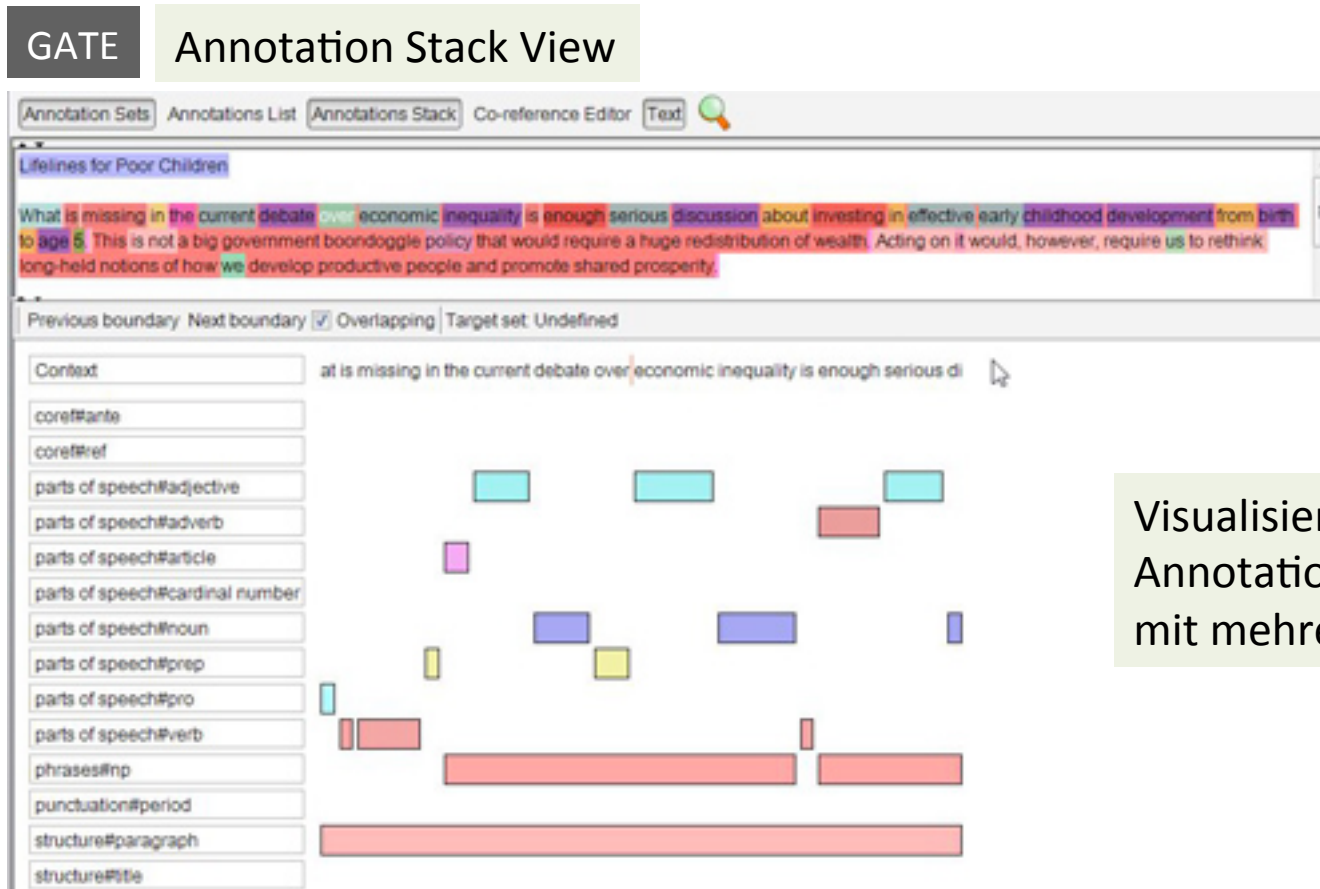 GATE Annotation Stack View
Annotation Sets Annotations List Annotations Stack Co-reference Editor Text
Lifelines for Poor Children
What is missing in the current debate over economic inequality is enough serious discussion about investing in effective early childhood development from birth
to age 5. This is not a big government boondoggle policy that would require a huge redistribution of wealth. Acting on it would, however, require us to rethink
long-held notions of how we develop productive people and promote shared prosperity.
Previous boundary Next boundary Overlapping Target set: Undefined
Context at is missing in the current debate over economic inequality is enough serious di
coref#ante
coref#ref
parts of speech#adjective
parts of speech#adverb
parts of speech#article
parts of speech#cardinal number
parts of speech#noun
parts of speech#prep
parts of speech#pro
parts of speech#verb
phrases#np
punctuation#period
structure#paragraph
structure#title
Visualisier
Annotatio
mit mehre